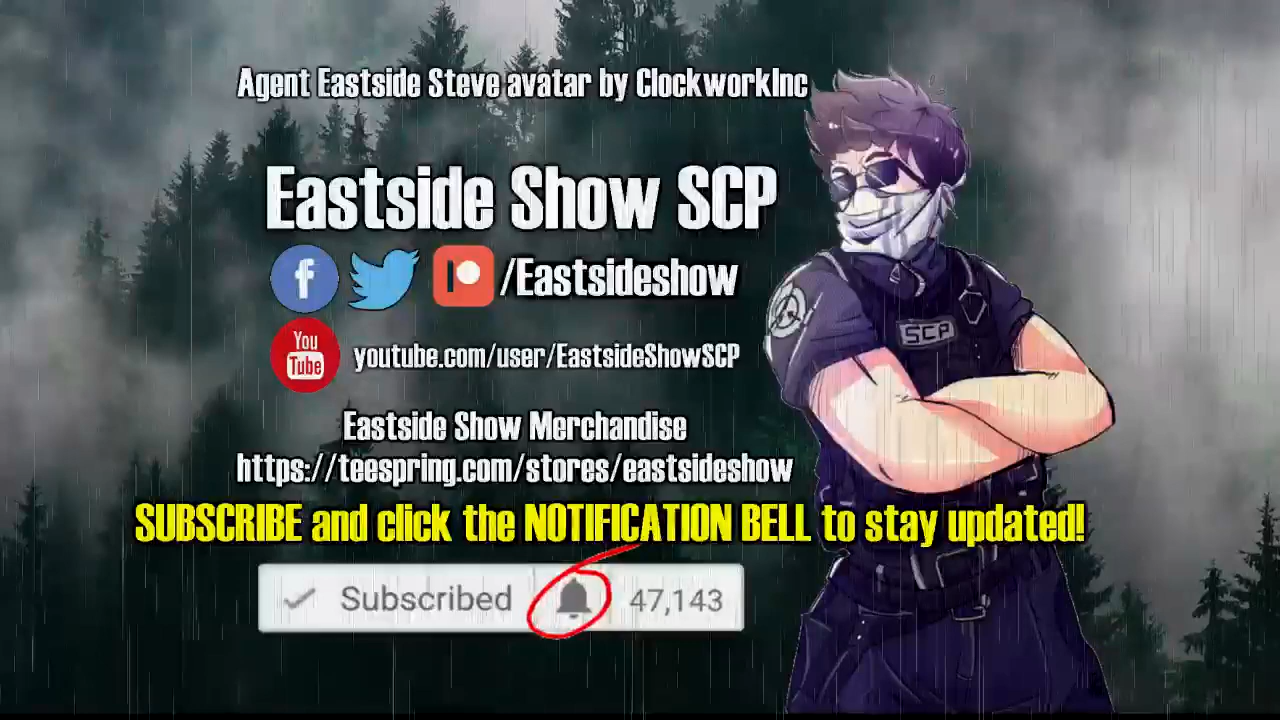 Agent Eastside Steve avatar by ClockworkInc
Eastside Show SCP
/Eastsideshow
You
Tube
youtube.com/user/EastsideShowSCP
SCP
Eastside Show Merchandise
https://teespring.com/stores/eastsideshow
SUBSCRIBE and click the NOTIFICATION BELL to stay updated!
Subscribed 47,143